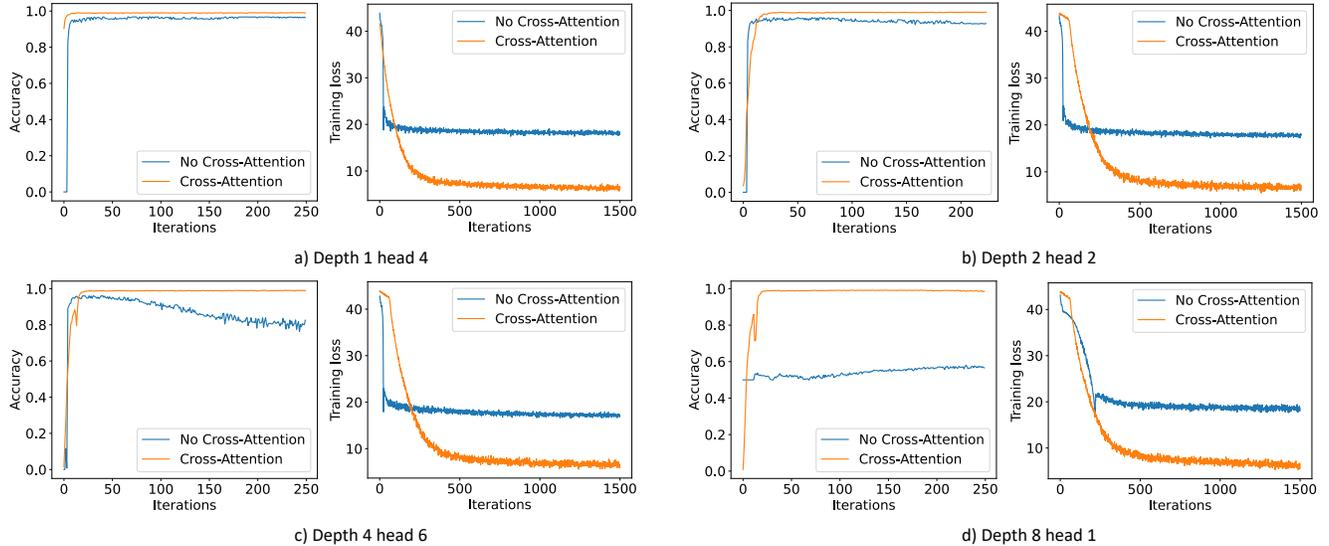 1.0
0.8
0.6
0.4
0.2
0.0
Accuracy
No Cross-Attention
Cross-Attention
0 50 100 150 200 250
Iterations
40
30
20
10
Training loss
No Cross-Attention
Cross-Attention
0 500 1000 1500
Iterations
a) Depth 1 head 4
1.0
0.8
0.6
0.4
0.2
0.0
Accuracy
No Cross-Attention
Cross-Attention
0 50 100 150 200
Iterations
40
30
20
10
Training loss
No Cross-Attention
Cross-Attention
0 500 1000 1500
Iterations
b) Depth 2 head 2
1.0
0.8
0.6
0.4
0.2
0.0
Accuracy
No Cross-Attention
Cross-Attention
0 50 100 150 200 250
Iterations
40
30
20
10
Training loss
No Cross-Attention
Cross-Attention
0 500 1000 1500
Iterations
c) Depth 4 head 6
1.0
0.8
0.6
0.4
0.2
0.0
Accuracy
No Cross-Attention
Cross-Attention
0 50 100 150 200 250
Iterations
40
30
20
10
Training loss
No Cross-Attention
Cross-Attention
0 500 1000 1500
Iterations
d) Depth 8 head 1